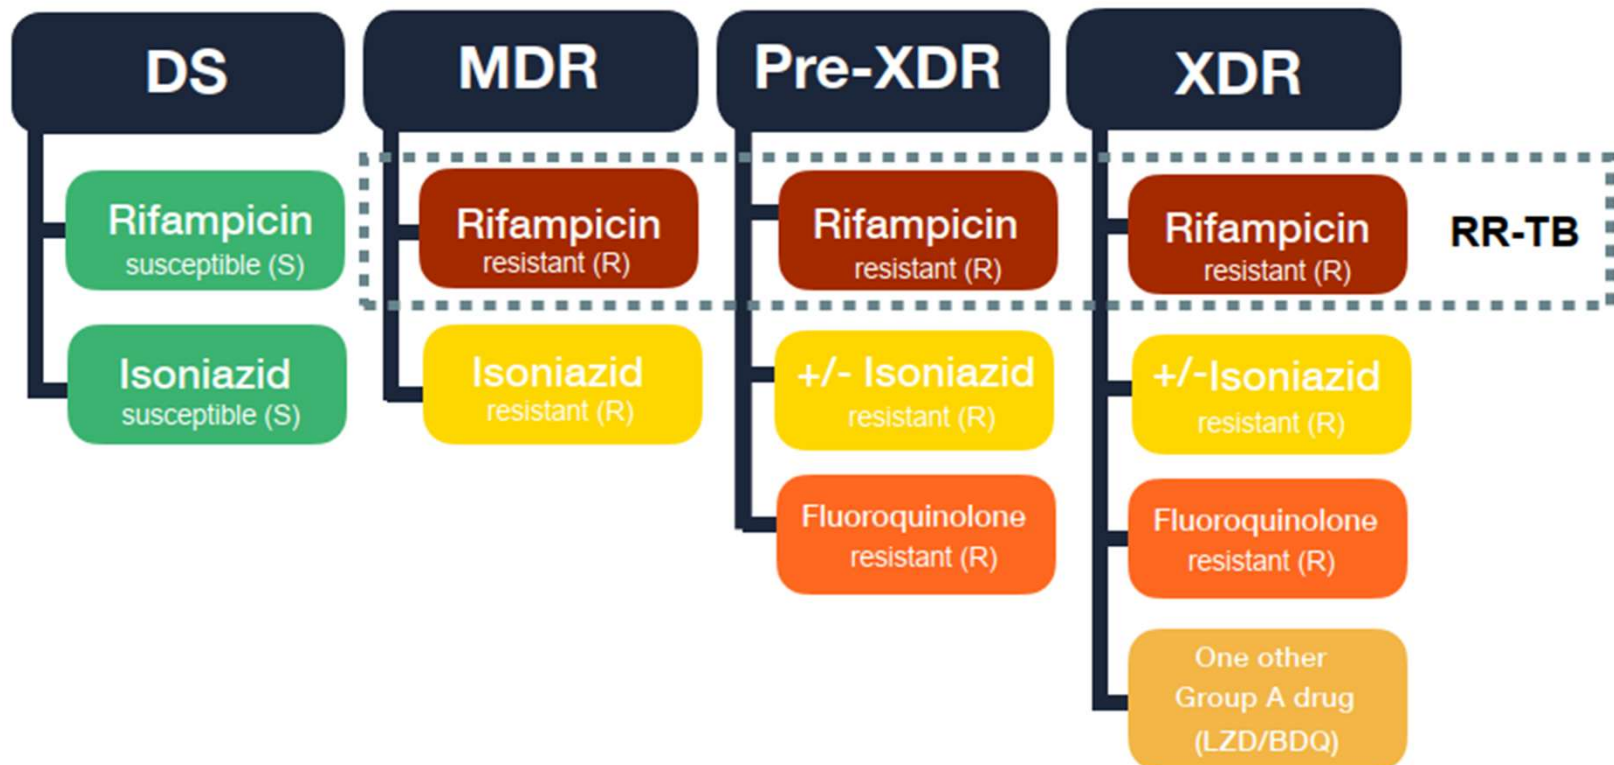 DS
Rifampicin
susceptible (S)
Isoniazid
susceptible (S)
MDR
Rifampicin
resistant (R)
Isoniazid
resistant (R)
Pre-XDR
Rifampicin
resistant (R)
+/- Isoniazid
resistant (R)
Fluoroquinolone
resistant (R)
XDR
Rifampicin
resistant (R)
+/-Isoniazid
resistant (R)
Fluoroquinolone
resistant (R)
One other
Group A drug
(LZD/BDQ)
RR-TB